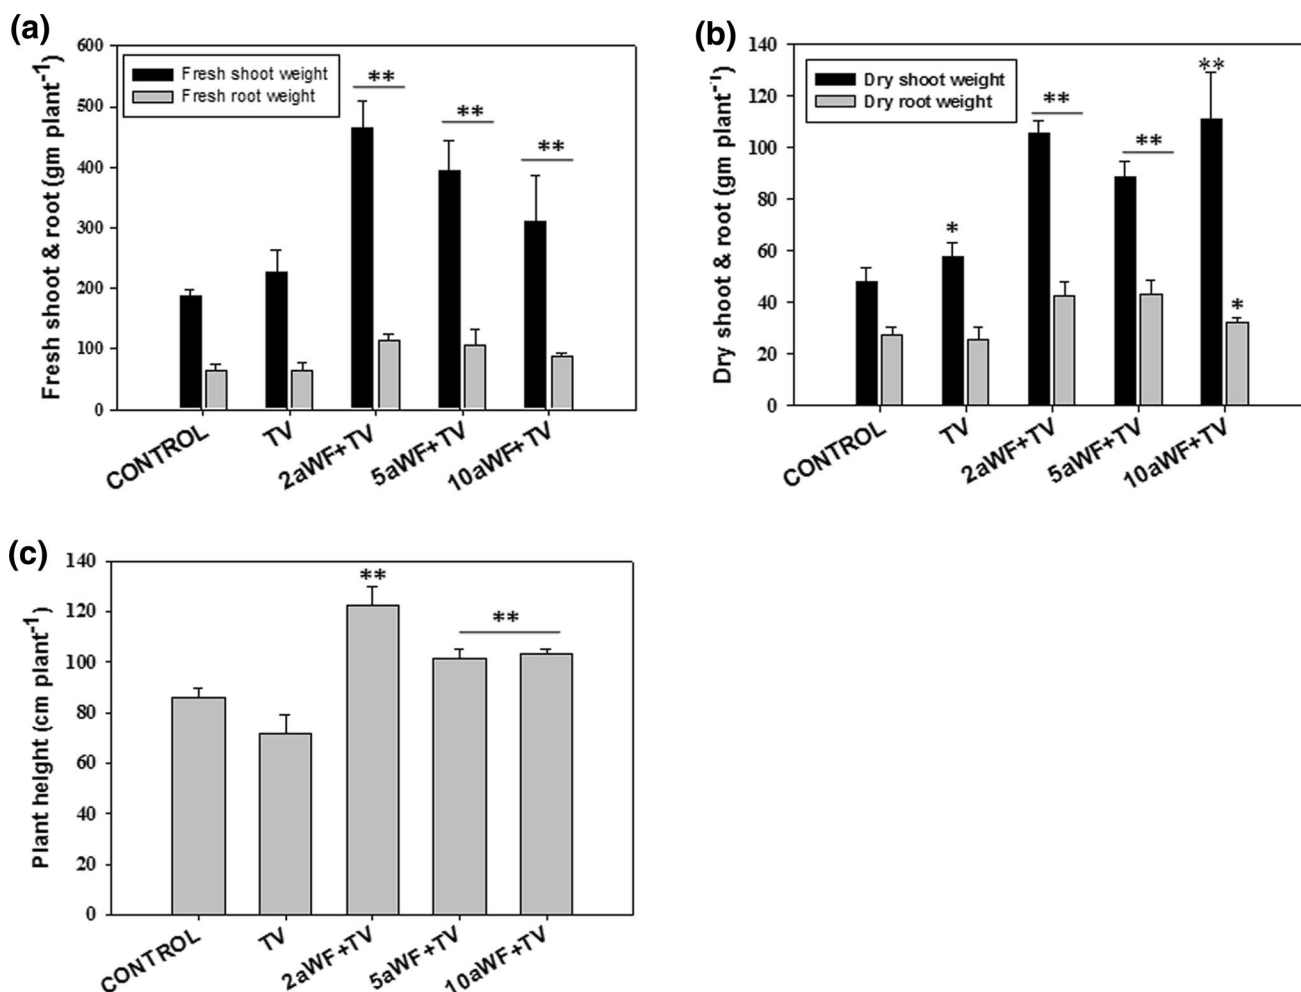 (a)
Fresh shoot & root (gm plant⁻¹)
600
500
400
300
200
100
0
Fresh shoot weight
Fresh root weight
**
**
**
CONTROL
TV
2aWF+TV
5aWF+TV
10aWF+TV
(b)
Dry shoot & root (gm plant⁻¹)
140
120
100
80
60
40
20
0
Dry shoot weight
Dry root weight
*
**
**
**
*
CONTROL
TV
2aWF+TV
5aWF+TV
10aWF+TV
(c)
Plant height (cm plant⁻¹)
140
120
100
80
60
40
20
0
**
**
CONTROL
TV
2aWF+TV
5aWF+TV
10aWF+TV